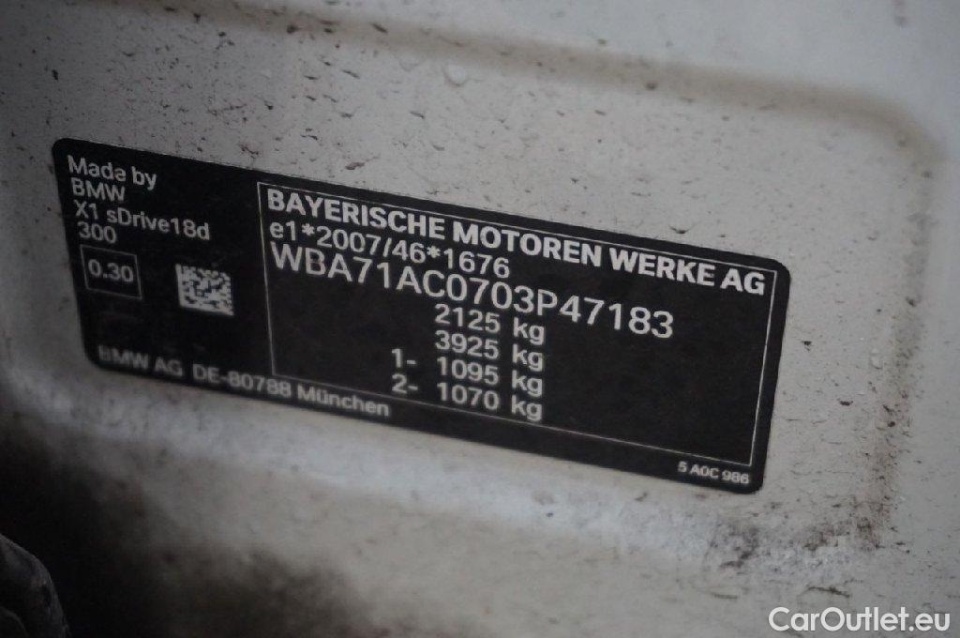 Made by
BMW
X1 sDrive18d
300
0.30
BMW AG DE-80788 München
BAYERISCHE MOTOREN WERKE AG
e1*2007/46*1676
WBA71AC0703P47183
2125 kg
3925 kg
1- 1095 kg
2- 1070 kg
5 A0C 986
CarOutlet.eu